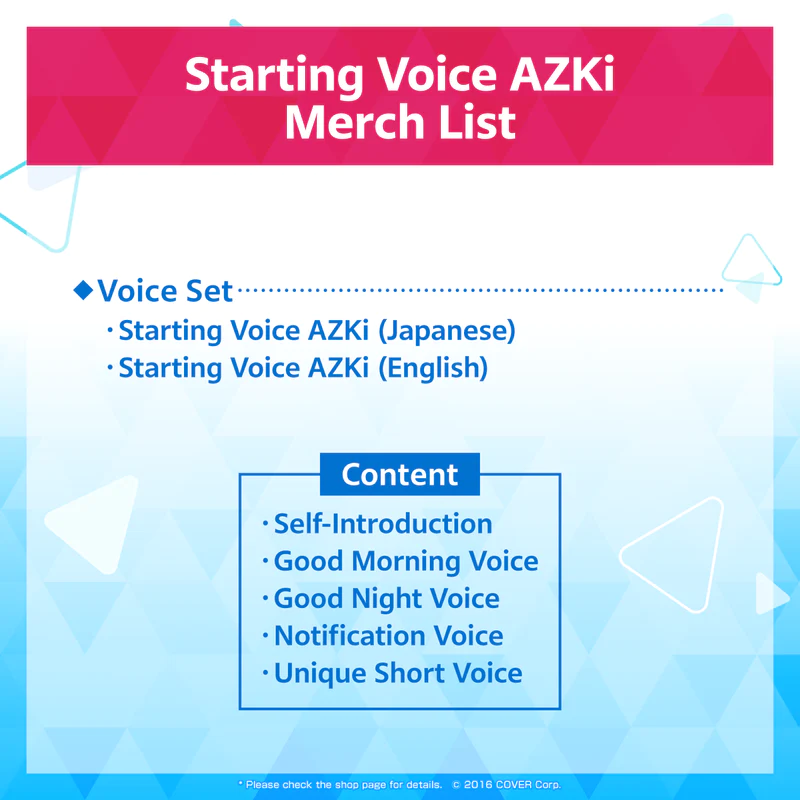 Starting Voice AZKi
Merch List
◆Voice Set
・Starting Voice AZKi (Japanese)
・Starting Voice AZKi (English)
Content
・Self-Introduction
・Good Morning Voice
・Good Night Voice
・Notification Voice
・Unique Short Voice
* Please check the shop page for details. © 2016 COVER Corp.